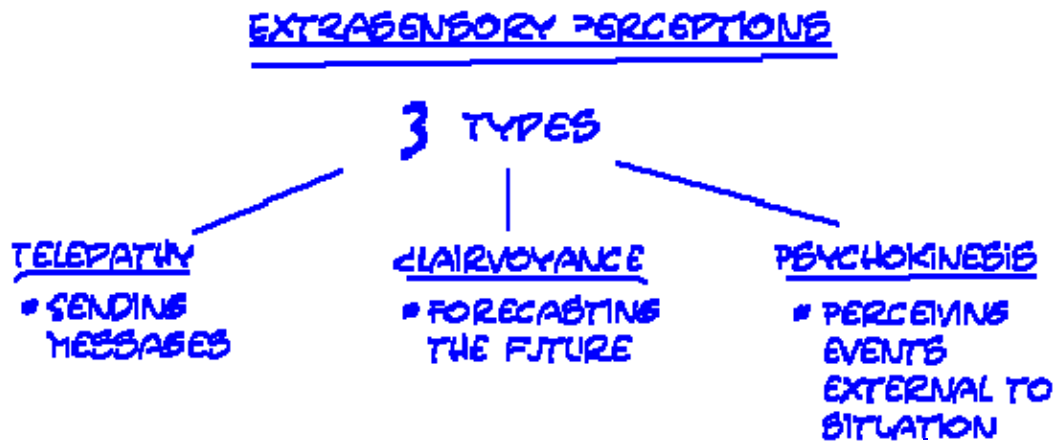 EXTRASENSORY PERCEPTIONS
3 TYPES
TELEPATHY
• SENDING
MESSAGES
CLAIRVOYANCE
• FORECASTING
THE FUTURE
PSYCHOKINESIS
• PERCEIVING
EVENTS
EXTERNAL TO
SITUATION